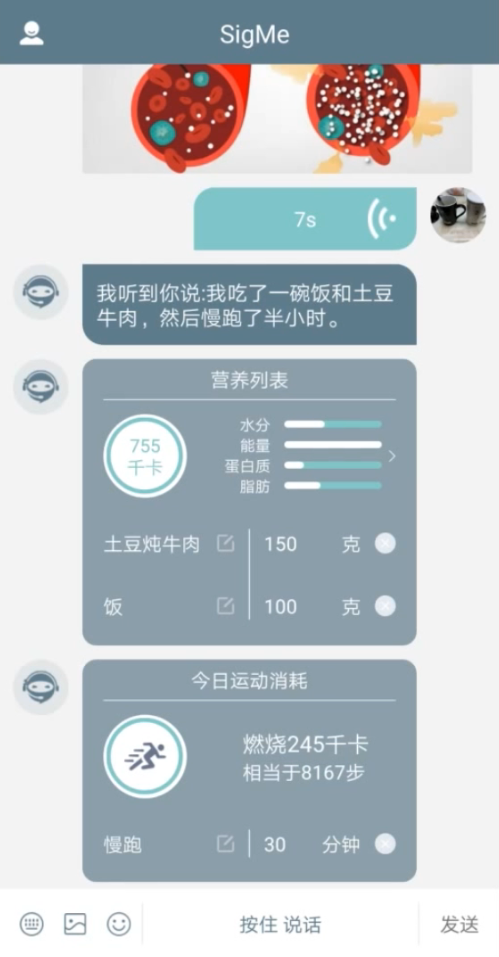 SigMe
7s
我听到你说:我吃了一碗饭和土豆
牛肉，然后慢跑了半小时。
营养列表
755
千卡
水分
能量
蛋白质
脂肪
土豆炖牛肉 150 克
饭 100 克
今日运动消耗
燃烧245千卡
相当于8167步
慢跑 30 分钟
按住 说话 发送